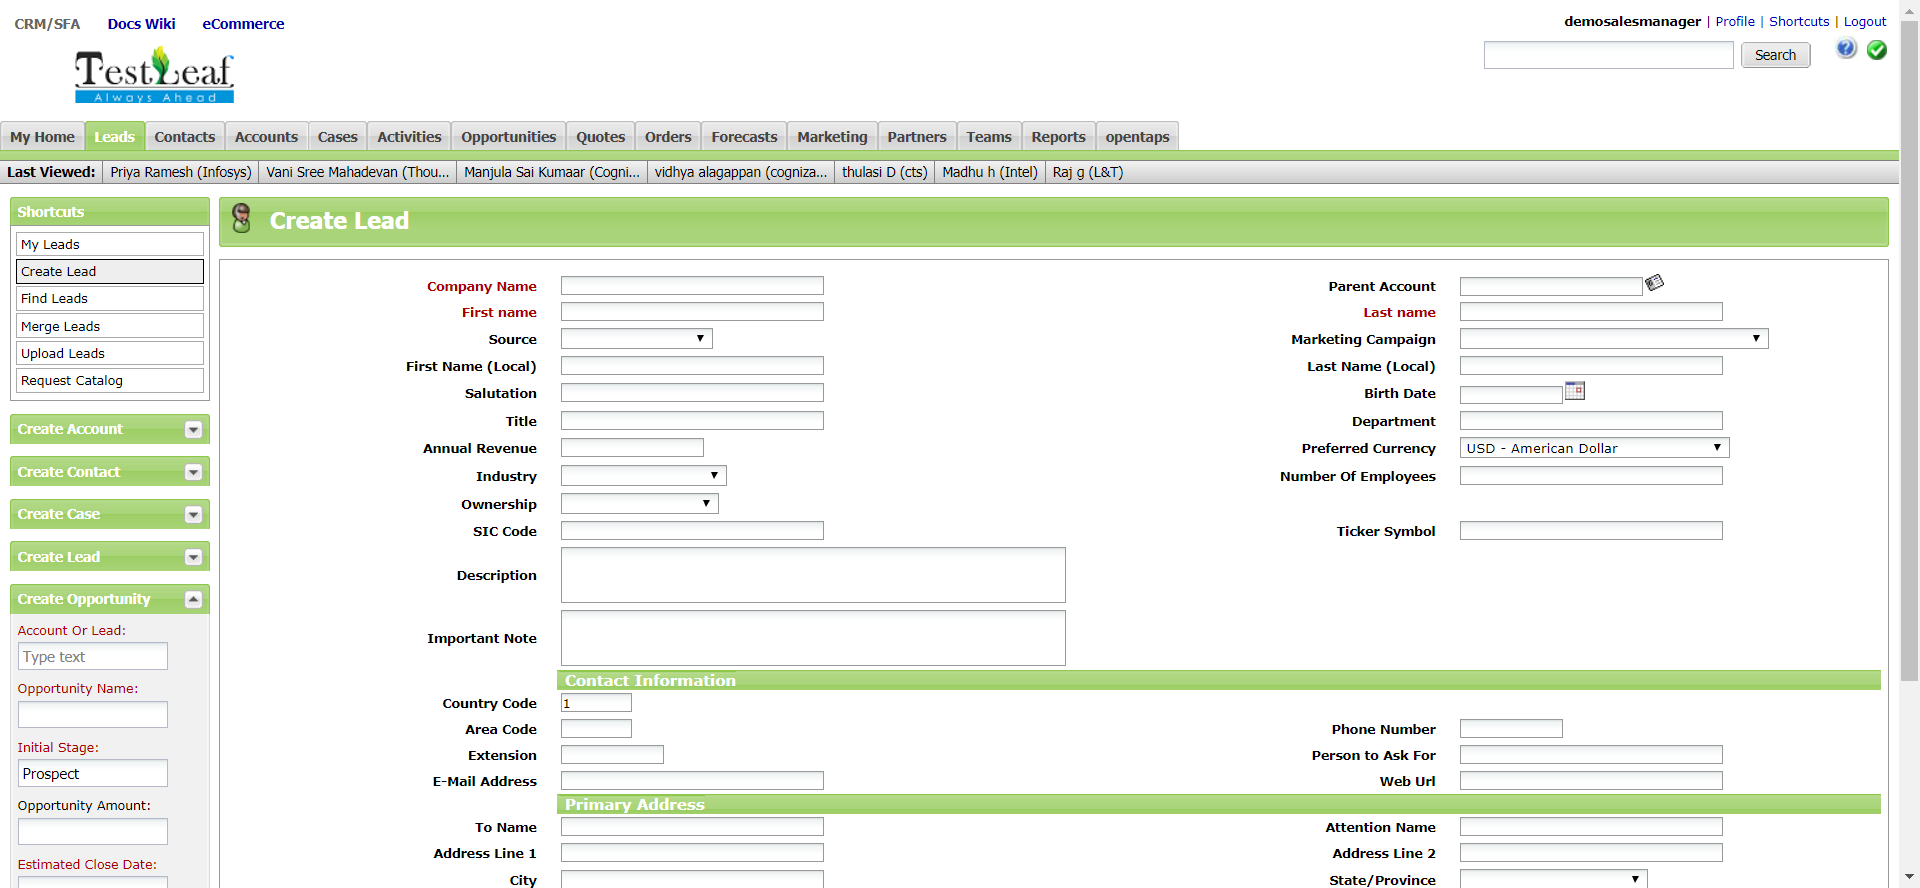 CRM/SFA Docs Wiki eCommerce
demosalesmanager | Profile | Shortcuts | Logout
TestLeaf
Always Ahead
Search
My Home Leads Contacts Accounts Cases Activities Opportunities Quotes Orders Forecasts Marketing Partners Teams Reports opentaps
Last Viewed: Priya Ramesh (Infosys) Vani Sree Mahadevan (Thou... Manjula Sai Kumaar (Cogni... vidhya alagappan (cogniza... thulasi D (cts) Madhu h (Intel) Raj g (L&T)
Shortcuts
My Leads
Create Lead
Find Leads
Merge Leads
Upload Leads
Request Catalog
Create Account
Create Contact
Create Case
Create Lead
Create Opportunity
Account Or Lead:
Type text
Opportunity Name:
Initial Stage:
Prospect
Opportunity Amount:
Estimated Close Date:
Create Lead
Company Name Parent Account
First name Last name
Source Marketing Campaign
First Name (Local) Last Name (Local)
Salutation Birth Date
Title Department
Annual Revenue Preferred Currency USD - American Dollar
Industry Number Of Employees
Ownership
SIC Code Ticker Symbol
Description
Important Note
Contact Information
Country Code 1
Area Code Phone Number
Extension Person to Ask For
E-Mail Address Web Url
Primary Address
To Name Attention Name
Address Line 1 Address Line 2
City State/Province